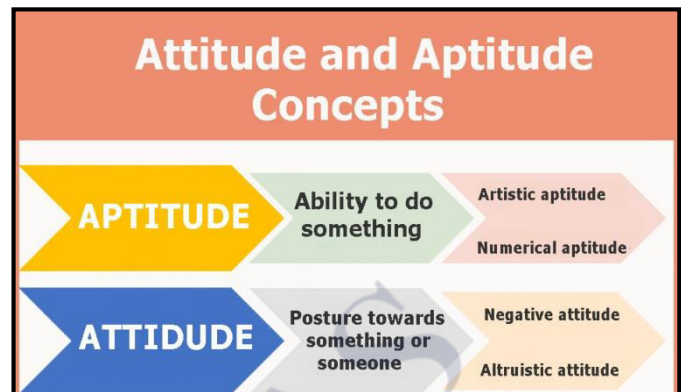 Attitude and Aptitude
Concepts
APTITUDE
Ability to do
something
Artistic aptitude
Numerical aptitude
ATTIDUDE
Posture towards
something or
someone
Negative attitude
Altruistic attitude